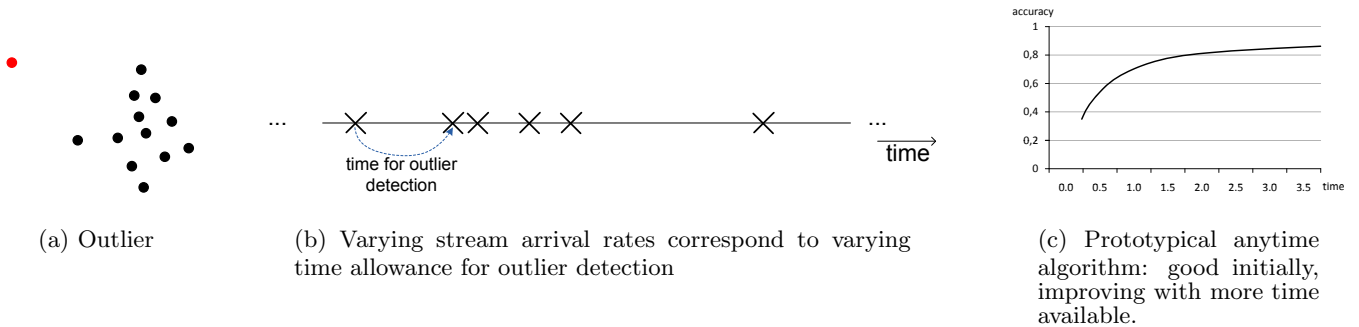 ...
time for outlier
detection
...
time
(a) Outlier
(b) Varying stream arrival rates correspond to varying
time allowance for outlier detection
accuracy
1
0,8
0,6
0,4
0,2
0
0.0 0.5 1.0 1.5 2.0 2.5 3.0 3.5 time
(c) Prototypical anytime
algorithm: good initially,
improving with more time
available.